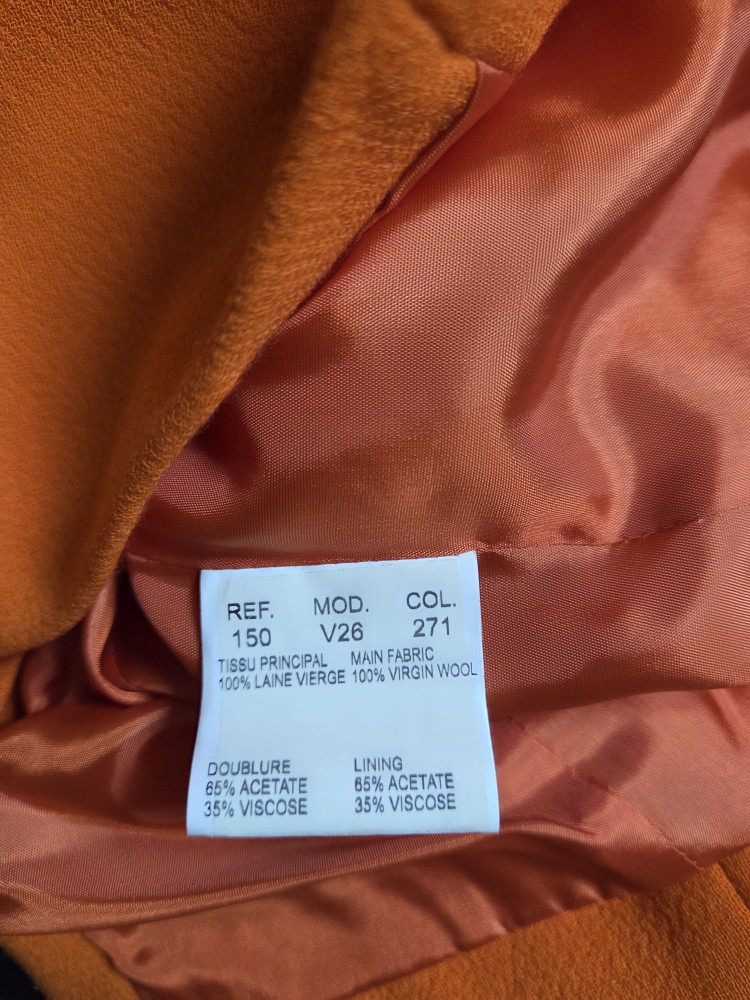 REF. MOD. COL.
150 V26 271
TISSU PRINCIPAL MAIN FABRIC
100% LAINE VIERGE 100% VIRGIN WOOL
DOUBLURE LINING
65% ACETATE 65% ACETATE
35% VISCOSE 35% VISCOSE